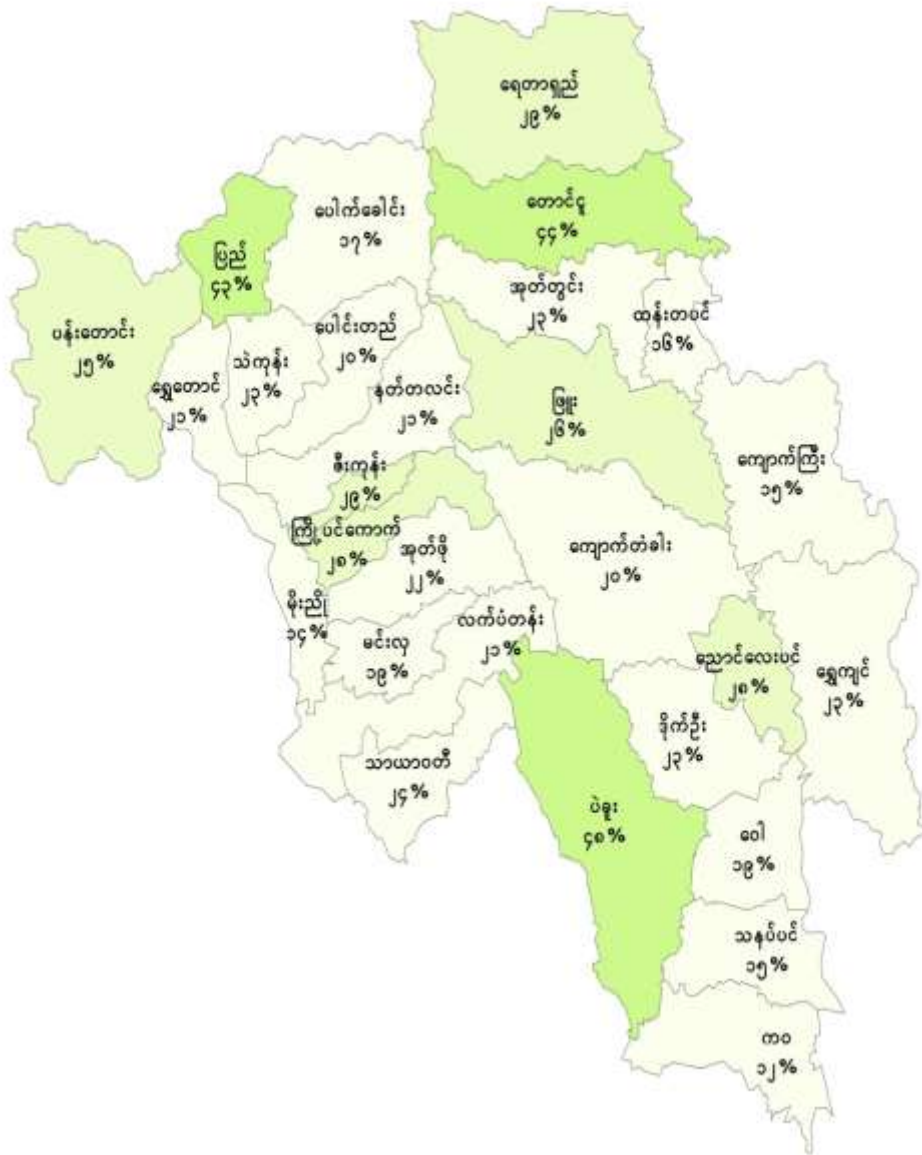 ရေတာရှည်
၂၉%
တောင်ငူ
၄၄%
ပေါက်ခေါင်း
၁၇%
ပြည်
၄၃%
အုတ်တွင်း
၂၃%
ထန်းတပင်
၁၆%
ပန်းတောင်း
၂၅%
ပေါင်းတည်
၂၀%
သဲကုန်း
၂၃%
ရွှေတောင်
၂၁%
နတ်တလင်း
၂၁%
ဖြူး
၂၆%
ကျောက်ကြီး
၁၅%
ဇီးကုန်း
၂၉%
ကြို့ပင်ကောက်
၂၈%
အုတ်ဖို
၂၂%
ကျောက်တံခါး
၂၀%
မိုးညို
၁၄%
မင်းလှ
၁၉%
လက်ပံတန်း
၂၁%
ညောင်လေးပင်
၂၈%
ရွှေကျင်
၂၃%
ဒိုက်ဦး
၂၃%
သာယာဝတီ
၂၄%
ပဲခူး
၄၈%
ဝေါ
၁၉%
သနပ်ပင်
၁၅%
ကဝ
၁၂%